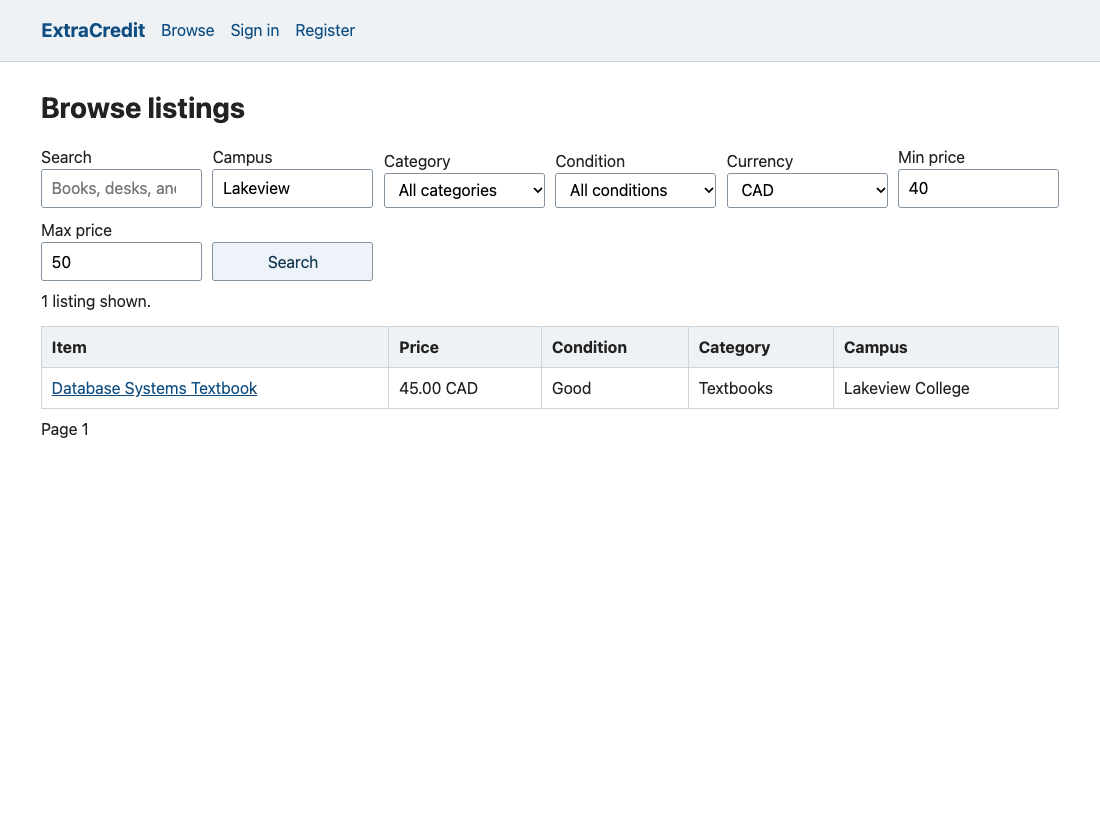 ExtraCredit Browse Sign in Register
Browse listings
Search Campus Category Condition Currency Min price
Books, desks, an Lakeview All categories All conditions CAD 40
Max price
50 Search
1 listing shown.
Item Price Condition Category Campus
Database Systems Textbook 45.00 CAD Good Textbooks Lakeview College
Page 1